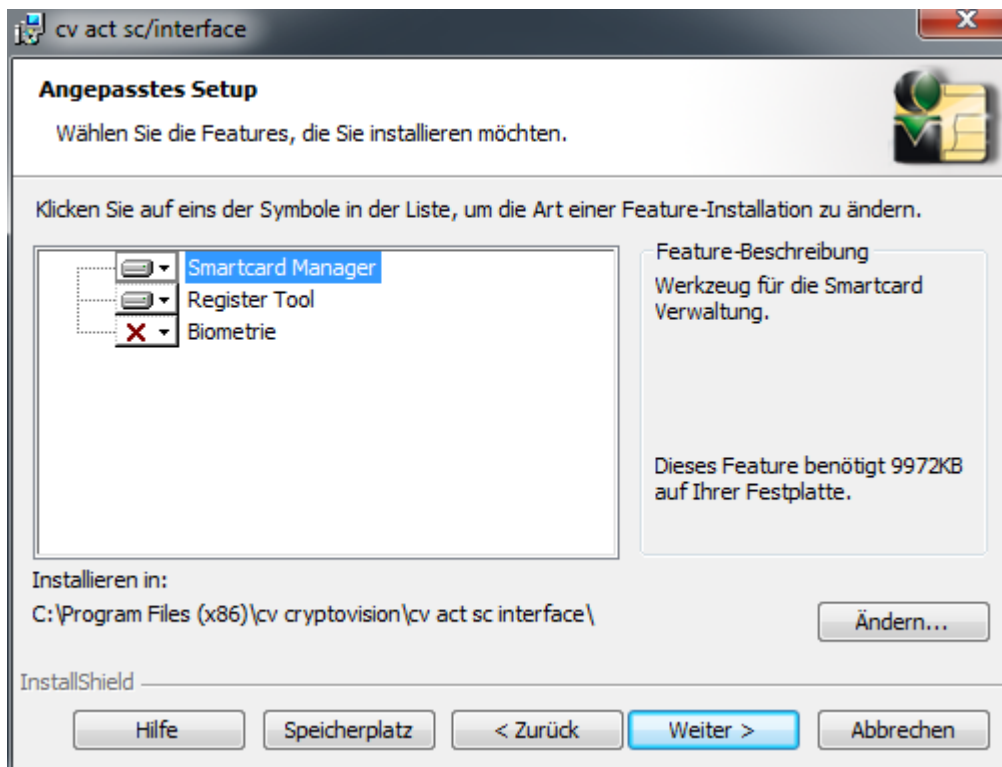 cv act sc/interface
Angepasstes Setup
Wählen Sie die Features, die Sie installieren möchten.
Klicken Sie auf eins der Symbole in der Liste, um die Art einer Feature-Installation zu ändern.
Smartcard Manager
Register Tool
Biometrie
Feature-Beschreibung
Werkzeug für die Smartcard
Verwaltung.
Dieses Feature benötigt 9972KB
auf Ihrer Festplatte.
Installieren in:
C:\Program Files (x86)\cv cryptovision\cv act sc interface\
Ändern...
InstallShield
Hilfe
Speicherplatz
< Zurück
Weiter >
Abbrechen